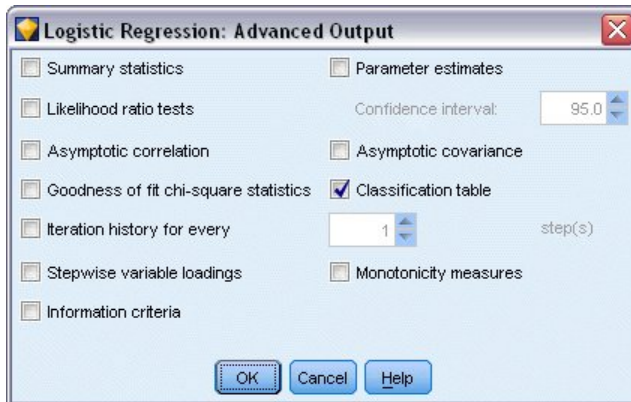 Logistic Regression: Advanced Output
Summary statistics
Parameter estimates
Likelihood ratio tests
Confidence interval:
95.0
Asymptotic correlation
Asymptotic covariance
Goodness of fit chi-square statistics
Classification table
Iteration history for every
1
step(s)
Stepwise variable loadings
Monotonicity measures
Information criteria
OK
Cancel
Help